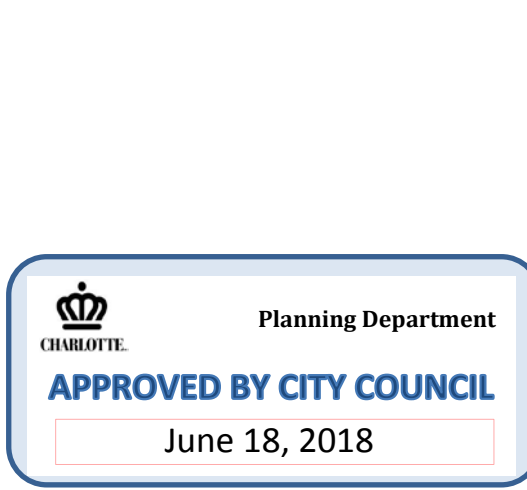 Planning Department
CHARLOTTE.
APPROVED BY CITY COUNCIL
June 18, 2018